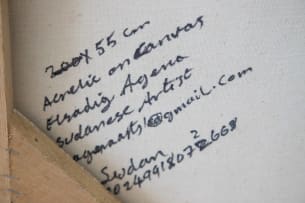 200X55 cm
Acrelic on Canvas
Elsadig Agena
Sudanese Artist
@gmail.com
Sudan